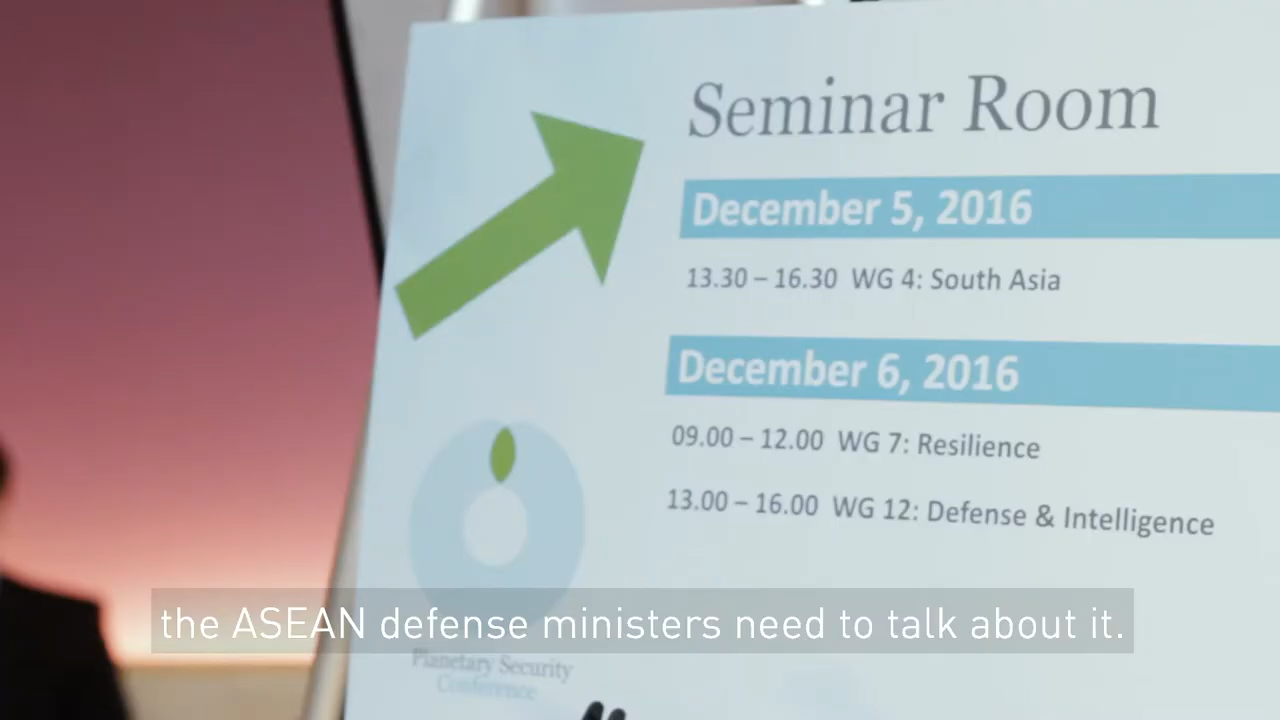 Seminar Room
December 5, 2016
13.30 – 16.30 WG 4: South Asia
December 6, 2016
09.00 – 12.00 WG 7: Resilience
13.00 – 16.00 WG 12: Defense & Intelligence
the ASEAN defense ministers need to talk about it.
Planetary Security
Conference